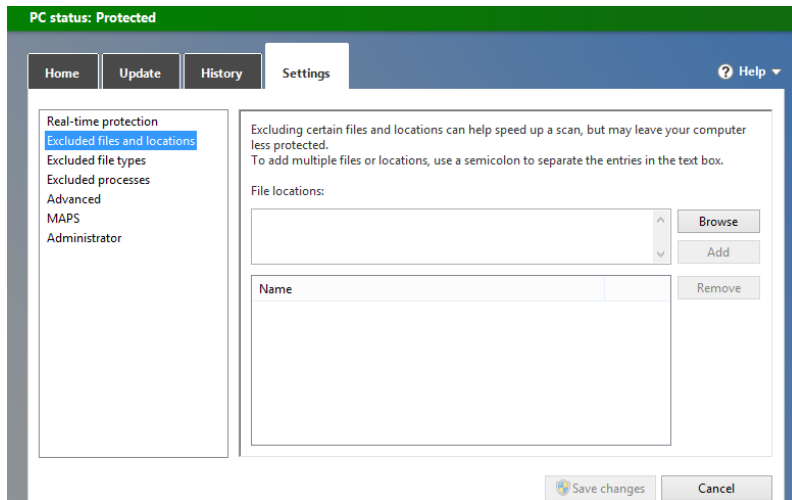 PC status: Protected
Home
Update
History
Settings
Help
Real-time protection
Excluded files and locations
Excluded file types
Excluded processes
Advanced
MAPS
Administrator
Excluding certain files and locations can help speed up a scan, but may leave your computer
less protected.
To add multiple files or locations, use a semicolon to separate the entries in the text box.
File locations:
Browse
Add
Name
Remove
Save changes
Cancel